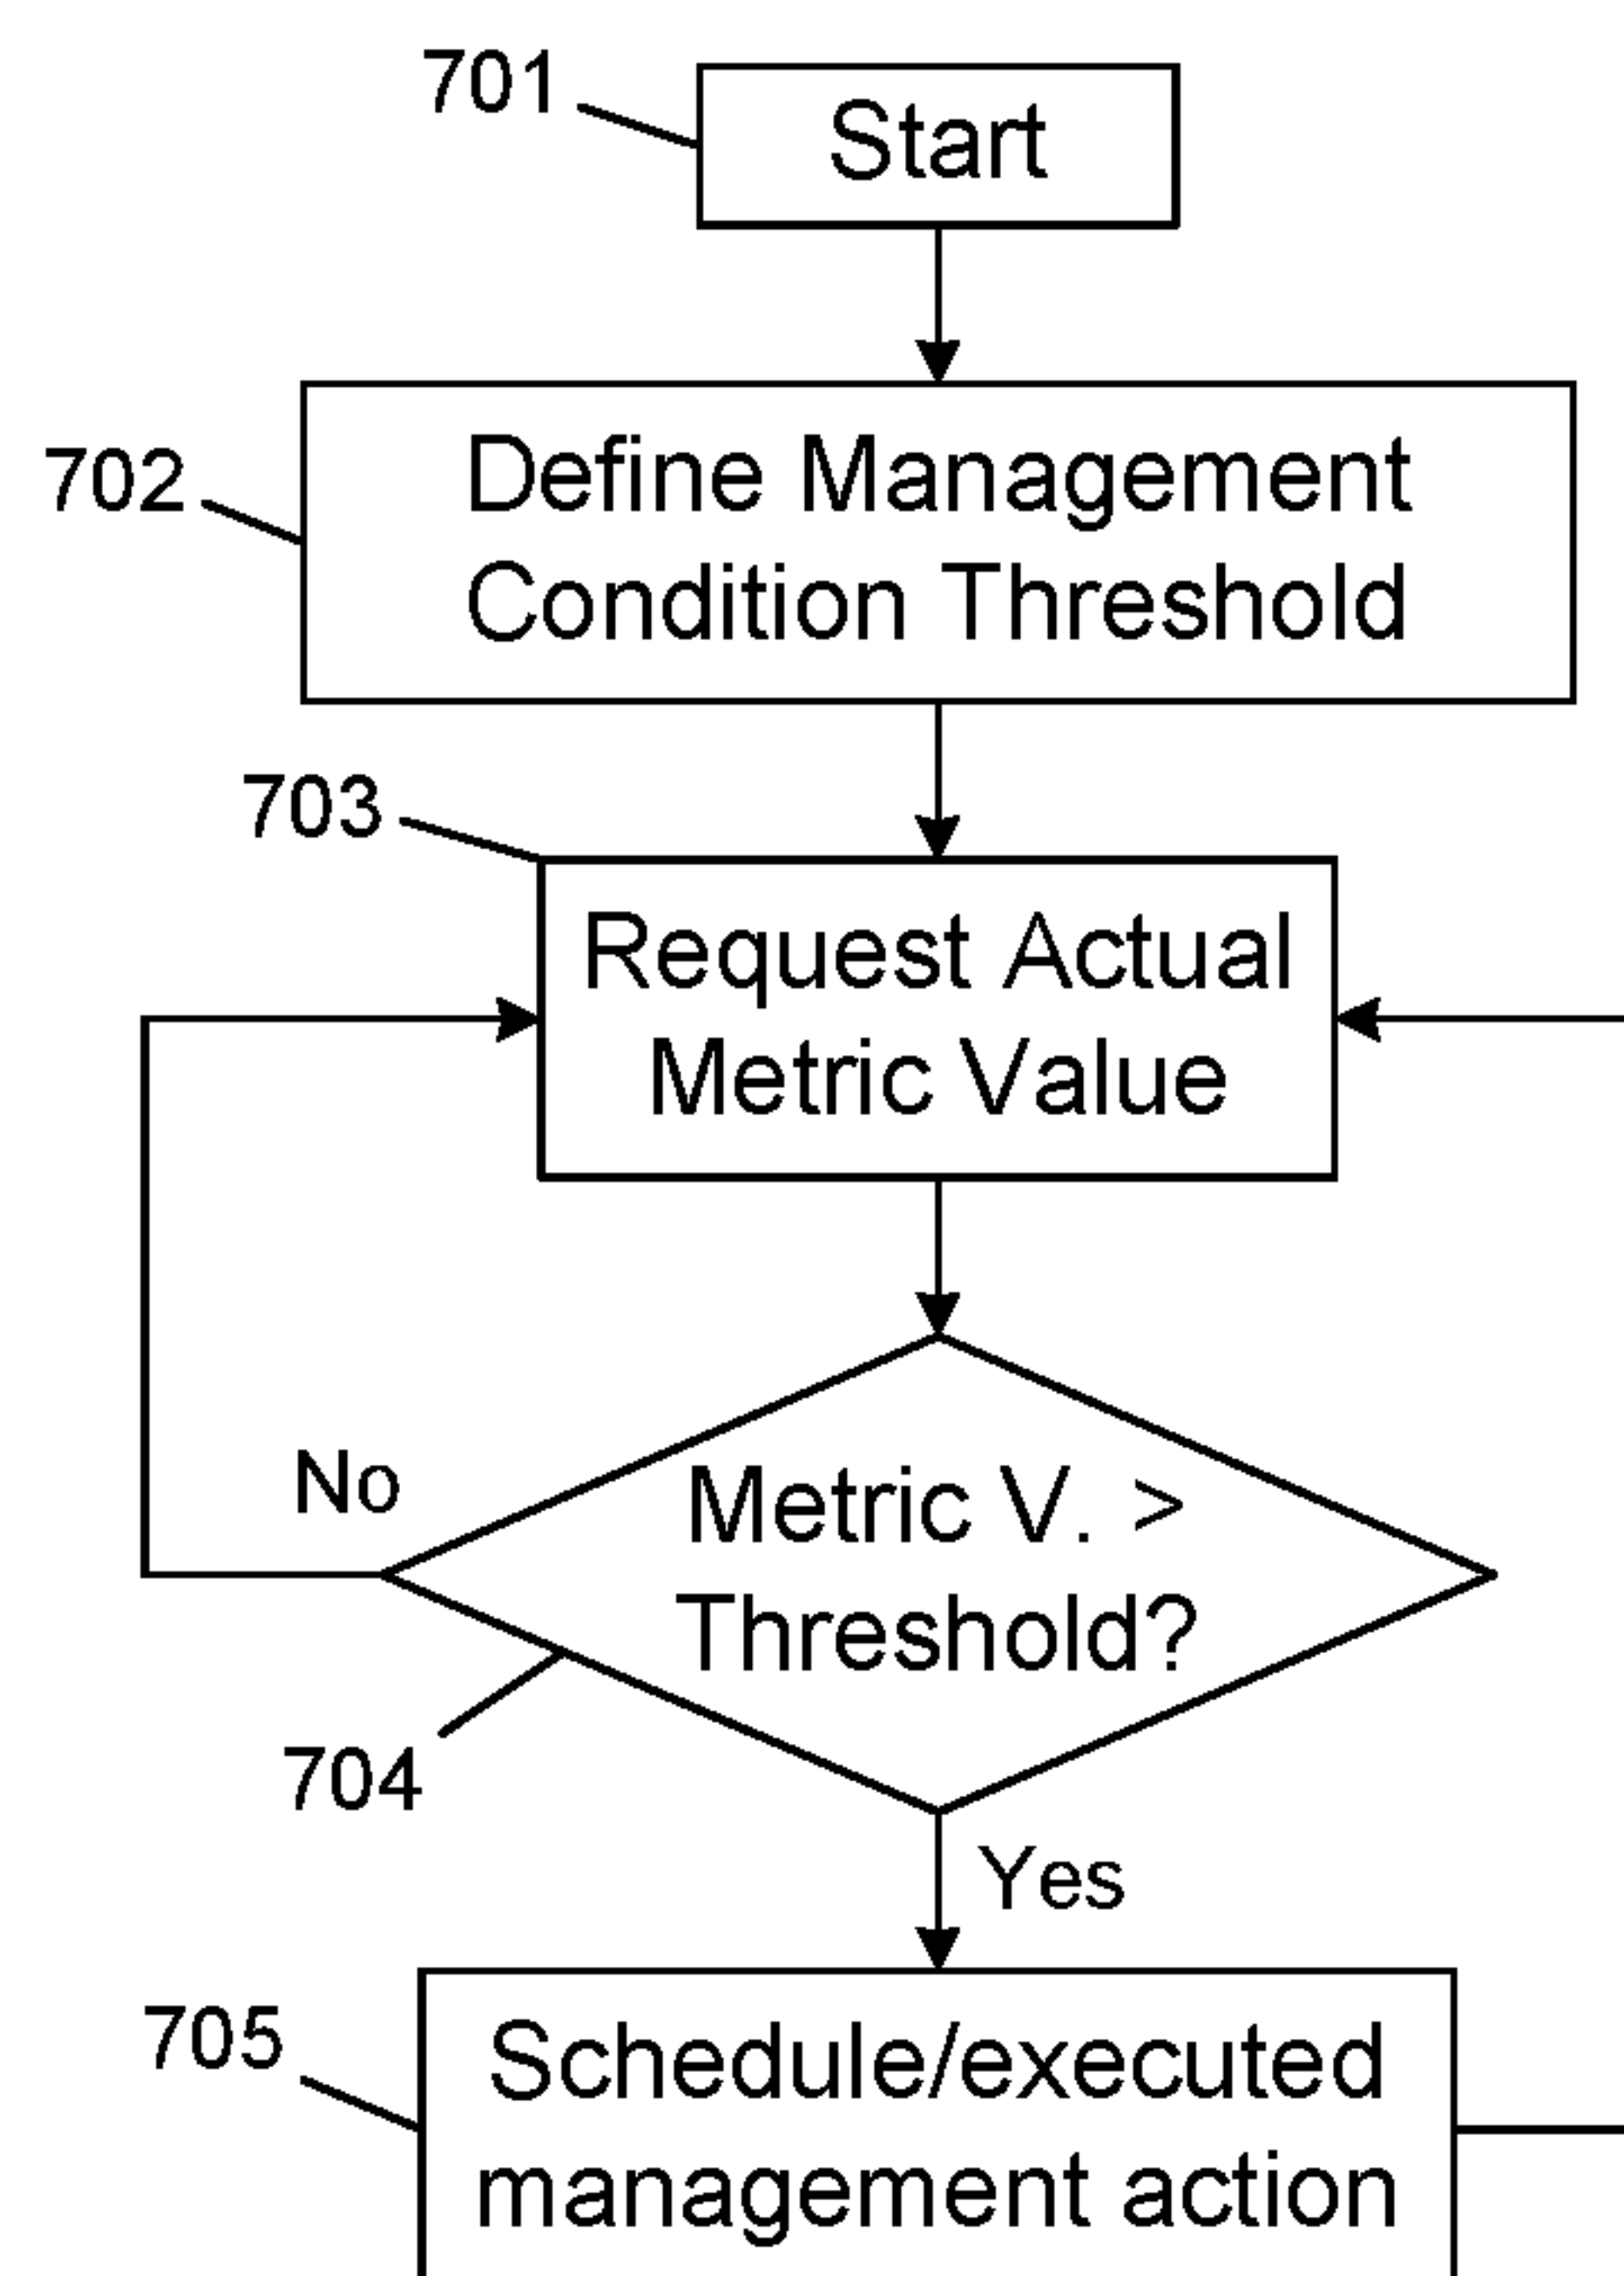 701
Start
702
Define Management
Condition Threshold
703
Request Actual
Metric Value
No
Metric V. >
Threshold?
704
Yes
705
Schedule/executed
management action